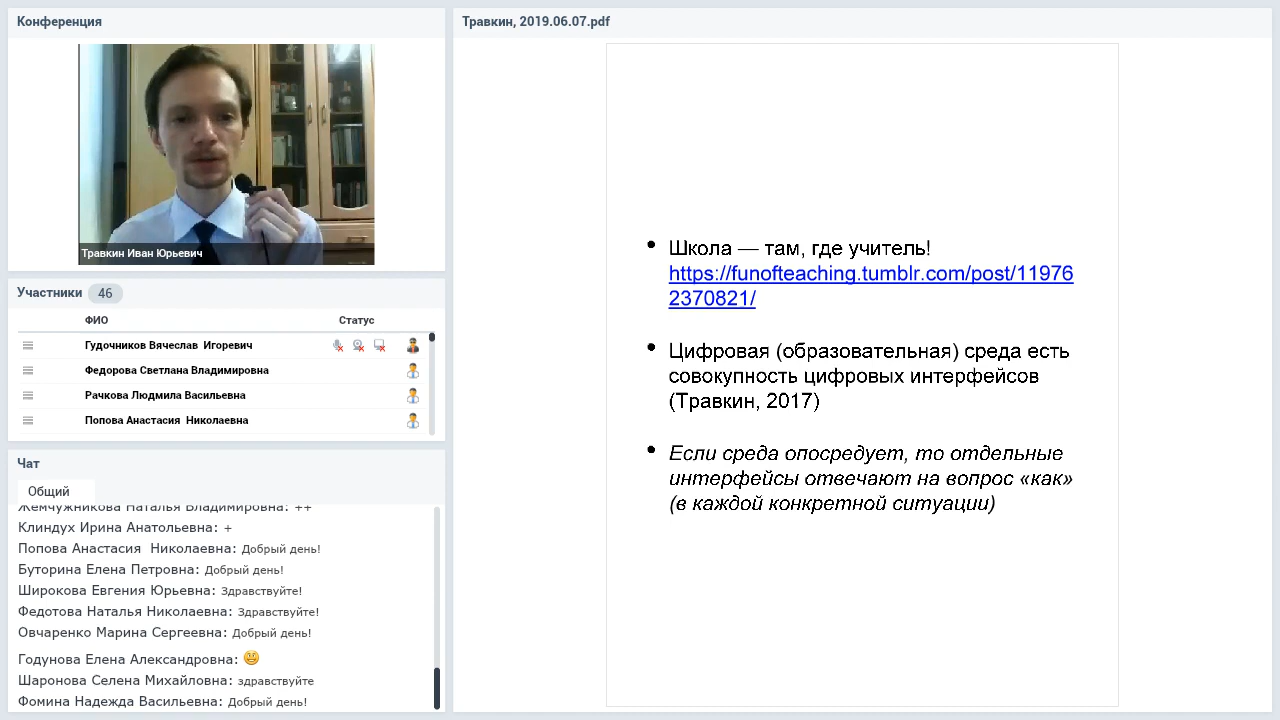 Конференция
Травкин Иван Юрьевич
Участники 46
ФИО Статус
Гудочников Вячеслав Игоревич
Федорова Светлана Владимировна
Рачкова Людмила Васильевна
Попова Анастасия Николаевна
Чат
Общий
Жемчужникова Наталья Владимировна: ++
Клиндух Ирина Анатольевна: +
Попова Анастасия Николаевна: Добрый день!
Буторина Елена Петровна: Добрый день!
Широкова Евгения Юрьевна: Здравствуйте!
Федотова Наталья Николаевна: Здравствуйте!
Овчаренко Марина Сергеевна: Добрый день!
Годунова Елена Александровна:
Шаронова Селена Михайловна: здравствуйте
Фомина Надежда Васильевна: Добрый день!
Травкин, 2019.06.07.pdf
• Школа — там, где учитель!
https://funofteaching.tumblr.com/post/11976
2370821/
• Цифровая (образовательная) среда есть
совокупность цифровых интерфейсов
(Травкин, 2017)
• Если среда опосредует, то отдельные
интерфейсы отвечают на вопрос «как»
(в каждой конкретной ситуации)